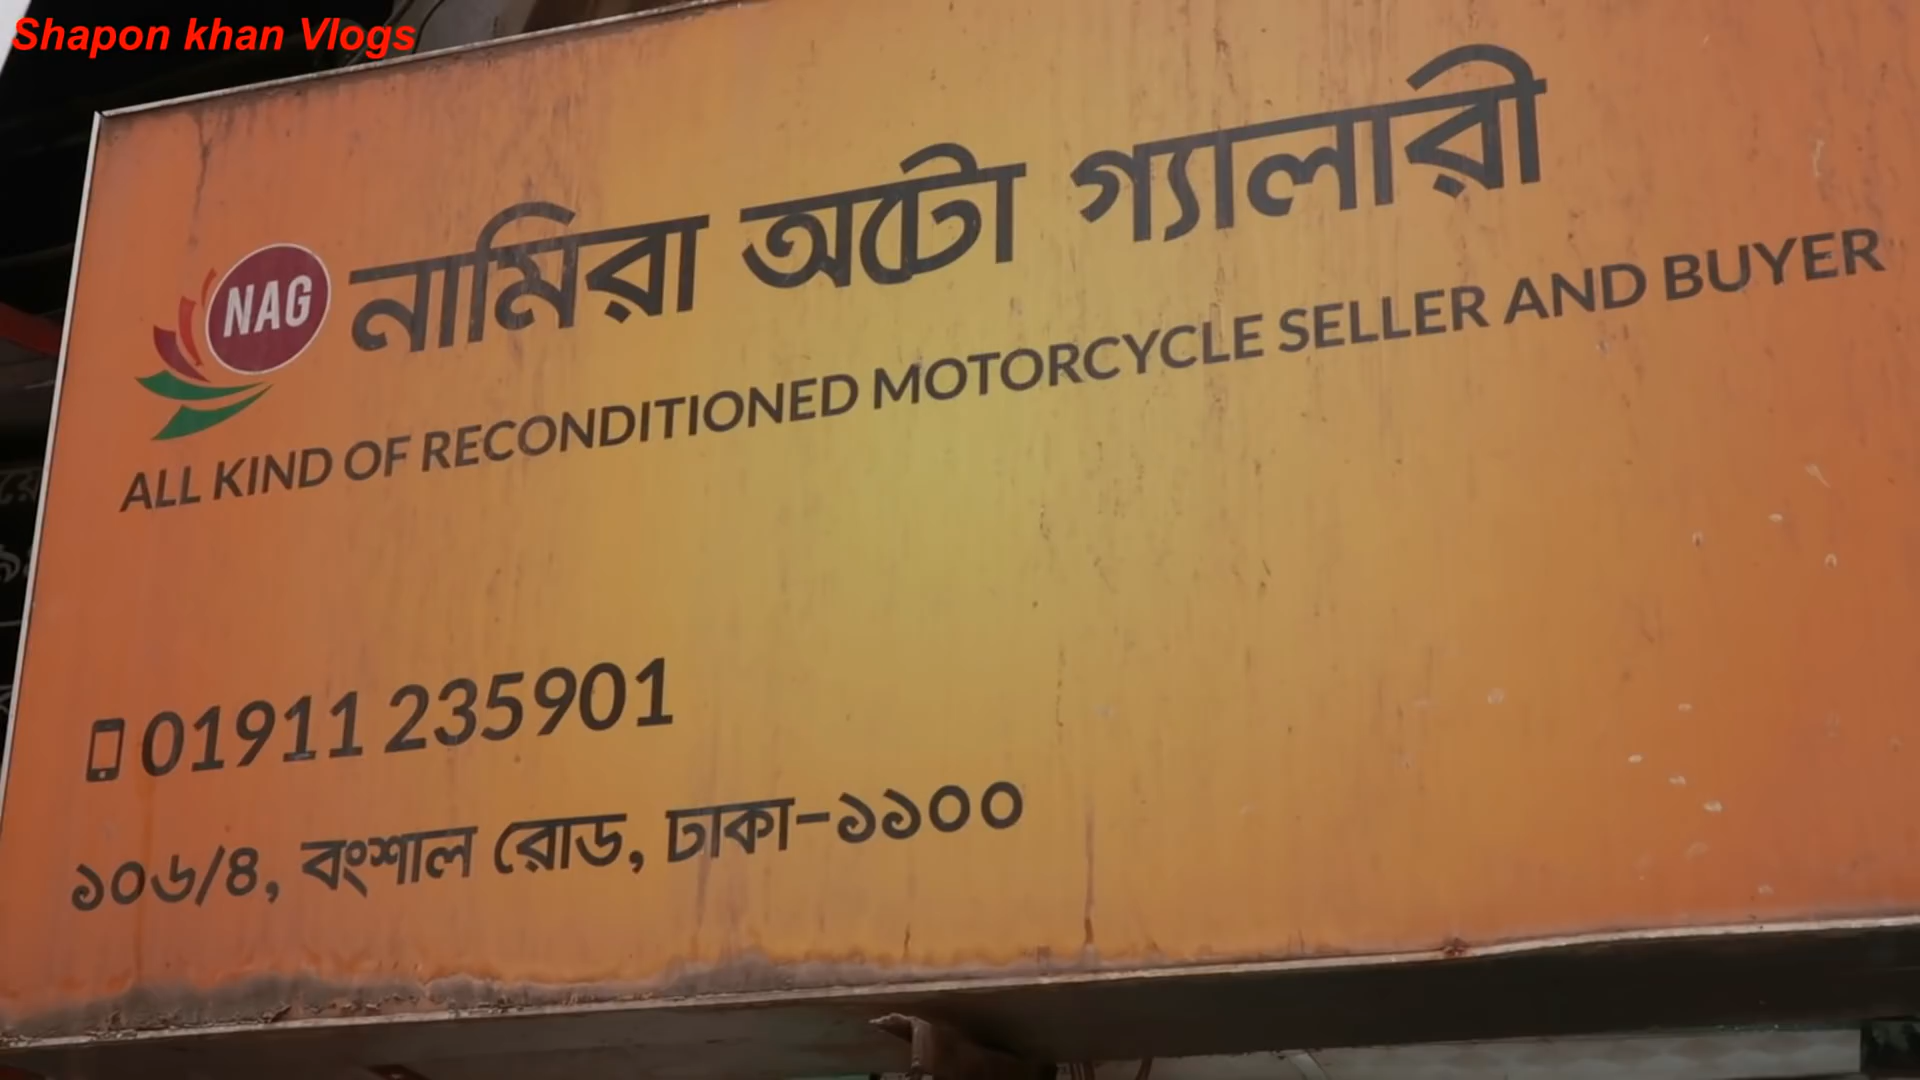 Shapon khan Vlogs
NAG
নামিরা অটো গ্যালারী
ALL KIND OF RECONDITIONED MOTORCYCLE SELLER AND BUYER
01911 235901
১০৬/৪, বংশাল রোড, ঢাকা-১১০০